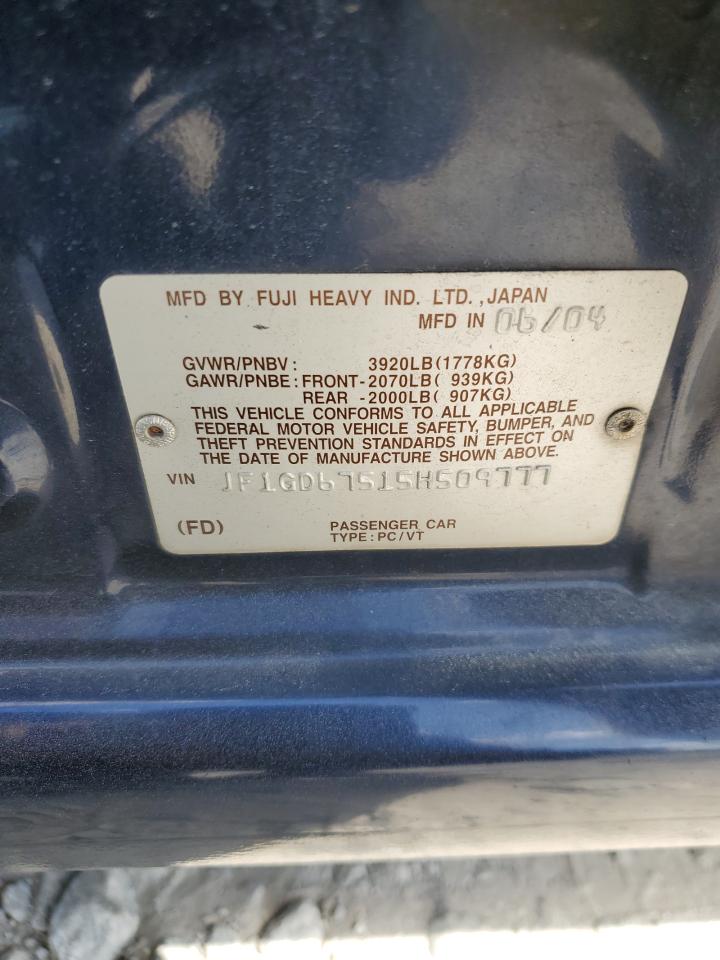 MFD BY FUJI HEAVY IND. LTD.,JAPAN
MFD IN 06/04
GVWR/PNBV: 3920LB(1778KG)
GAWR/PNBE: FRONT-2070LB( 939KG)
REAR -2000LB( 907KG)
THIS VEHICLE CONFORMS TO ALL APPLICABLE
FEDERAL MOTOR VEHICLE SAFETY, BUMPER, AND
THEFT PREVENTION STANDARDS IN EFFECT ON
THE DATE OF MANUFACTURE SHOWN ABOVE.
VIN JF1GD67515H509777
(FD) PASSENGER CAR
TYPE:PC/VT